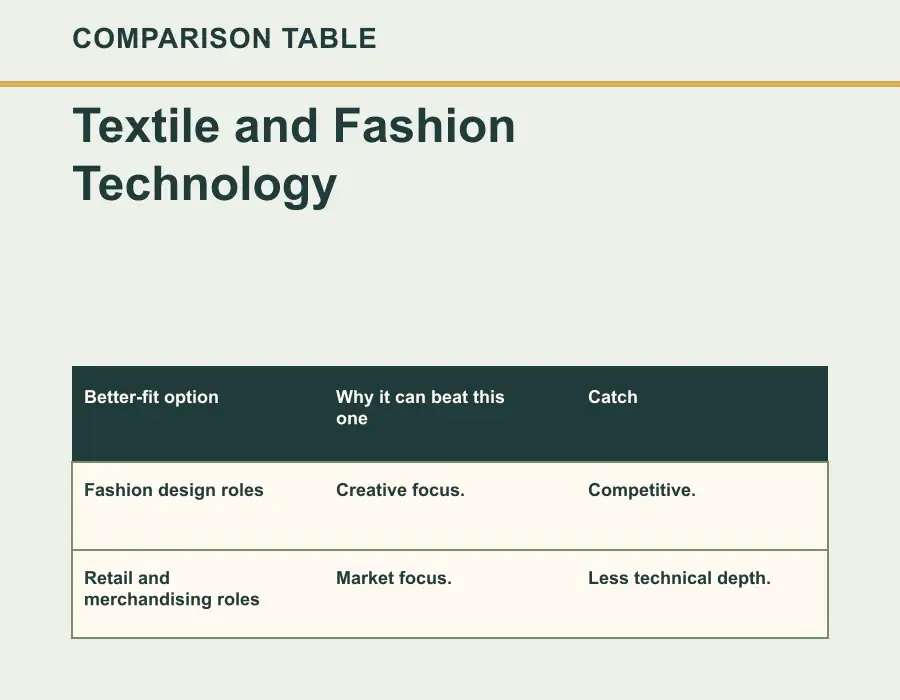 COMPARISON TABLE
Textile and Fashion
Technology
Better-fit option
Why it can beat this
one
Catch
Fashion design roles
Creative focus.
Competitive.
Retail and
merchandising roles
Market focus.
Less technical depth.